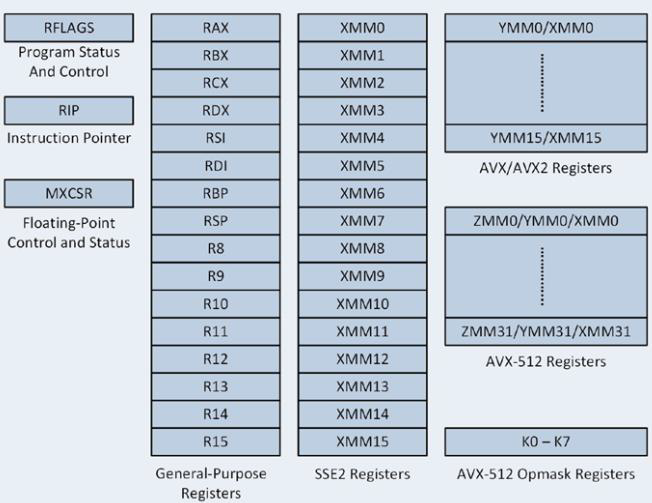 RFLAGS
Program Status
And Control
RIP
Instruction Pointer
MXCSR
Floating-Point
Control and Status
RAX
RBX
RCX
RDX
RSI
RDI
RBP
RSP
R8
R9
R10
R11
R12
R13
R14
R15
General-Purpose
Registers
XMM0
XMM1
XMM2
XMM3
XMM4
XMM5
XMM6
XMM7
XMM8
XMM9
XMM10
XMM11
XMM12
XMM13
XMM14
XMM15
SSE2 Registers
YMM0/XMM0
YMM15/XMM15
AVX/AVX2 Registers
ZMM0/YMM0/XMM0
ZMM31/YMM31/XMM31
AVX-512 Registers
K0 – K7
AVX-512 Opmask Registers